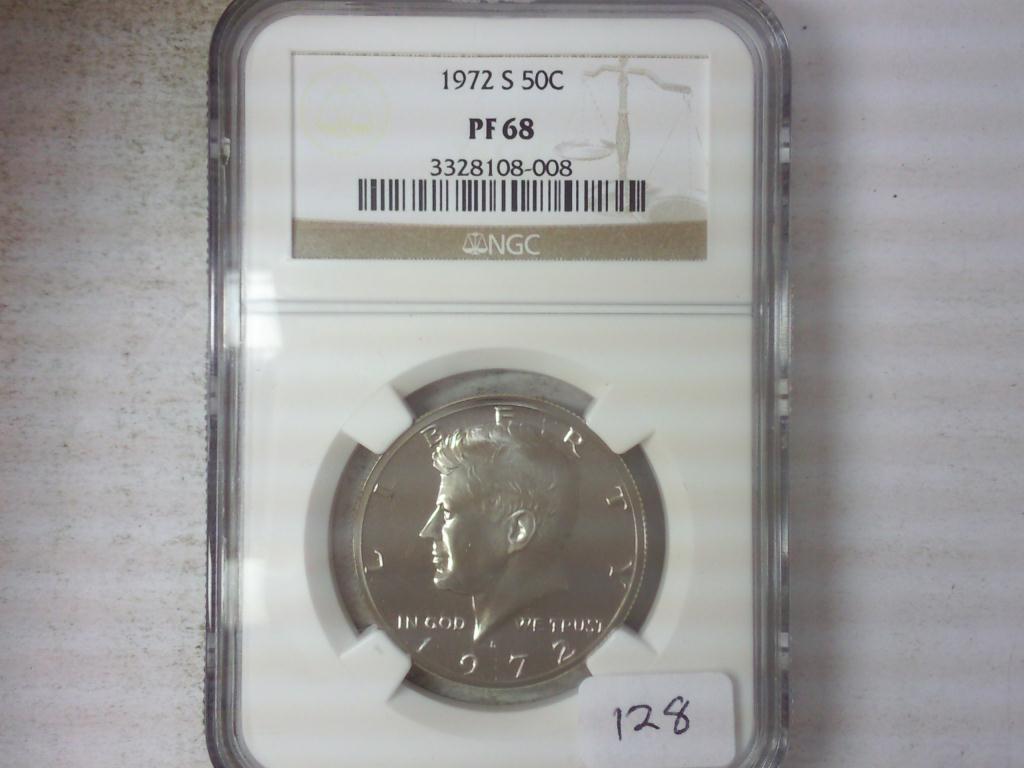 1972 S 50C
PF 68
3328108-008
NGC
LIBERTY
IN GOD WE TRUST
1972
128